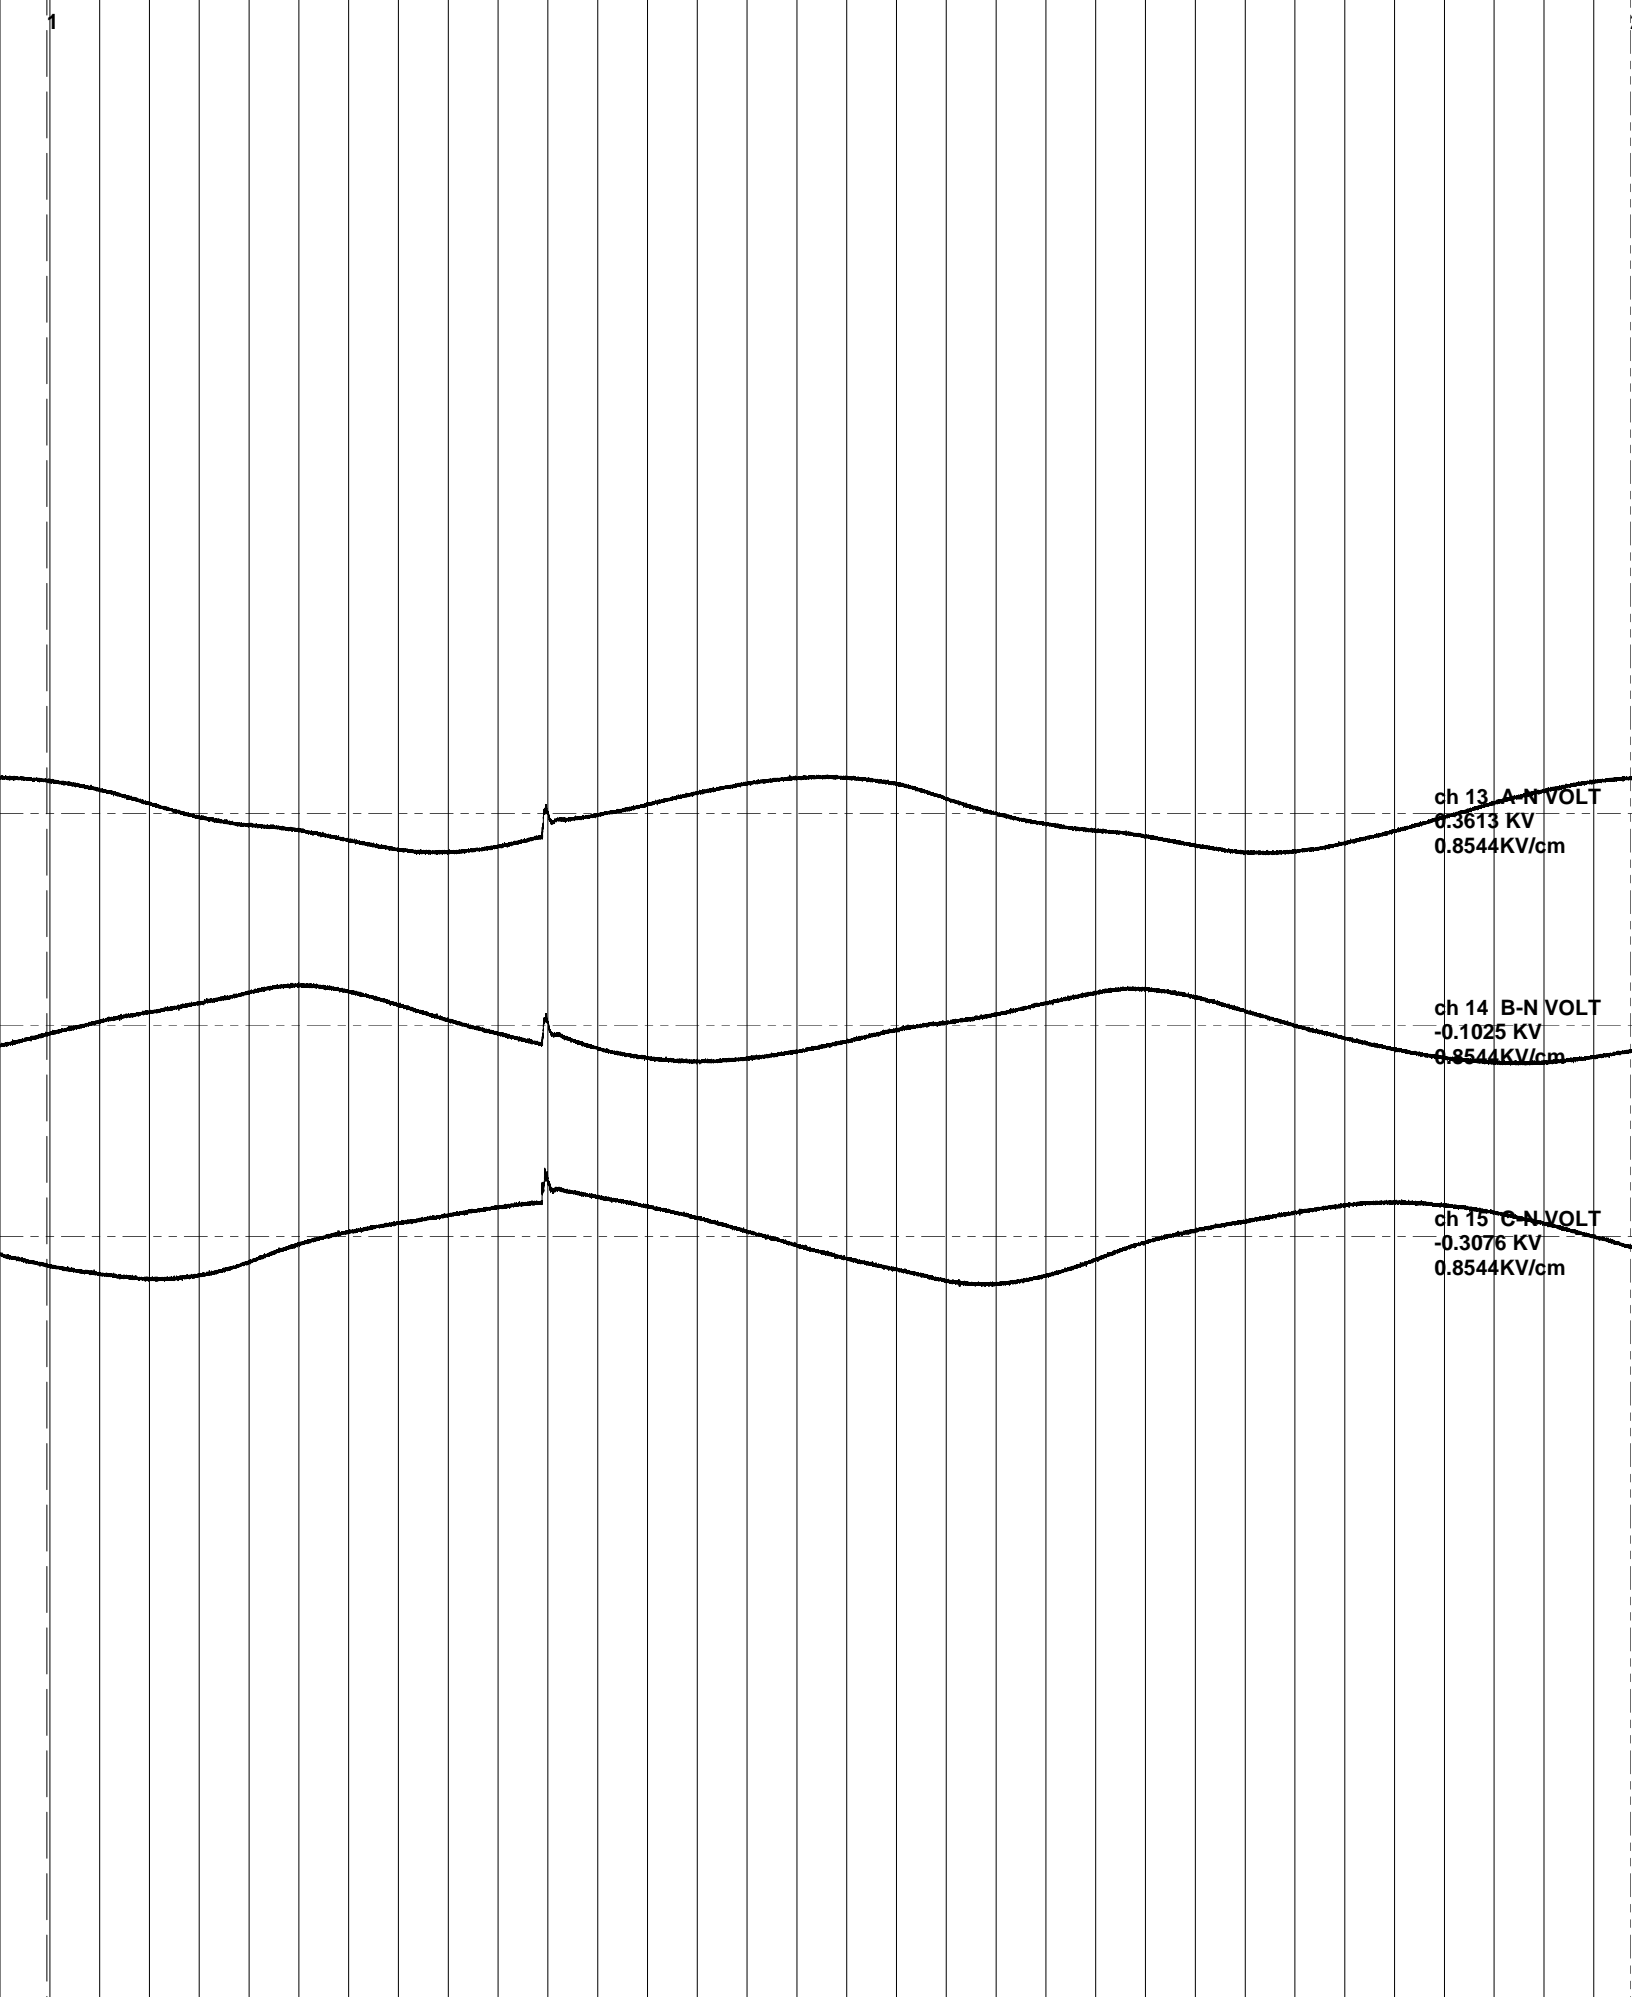 1
ch 13  A-N VOLT
0.3613 KV
0.8544KV/cm
ch 14  B-N VOLT
-0.1025 KV
0.8544KV/cm
ch 15  C-N VOLT
-0.3076 KV
0.8544KV/cm